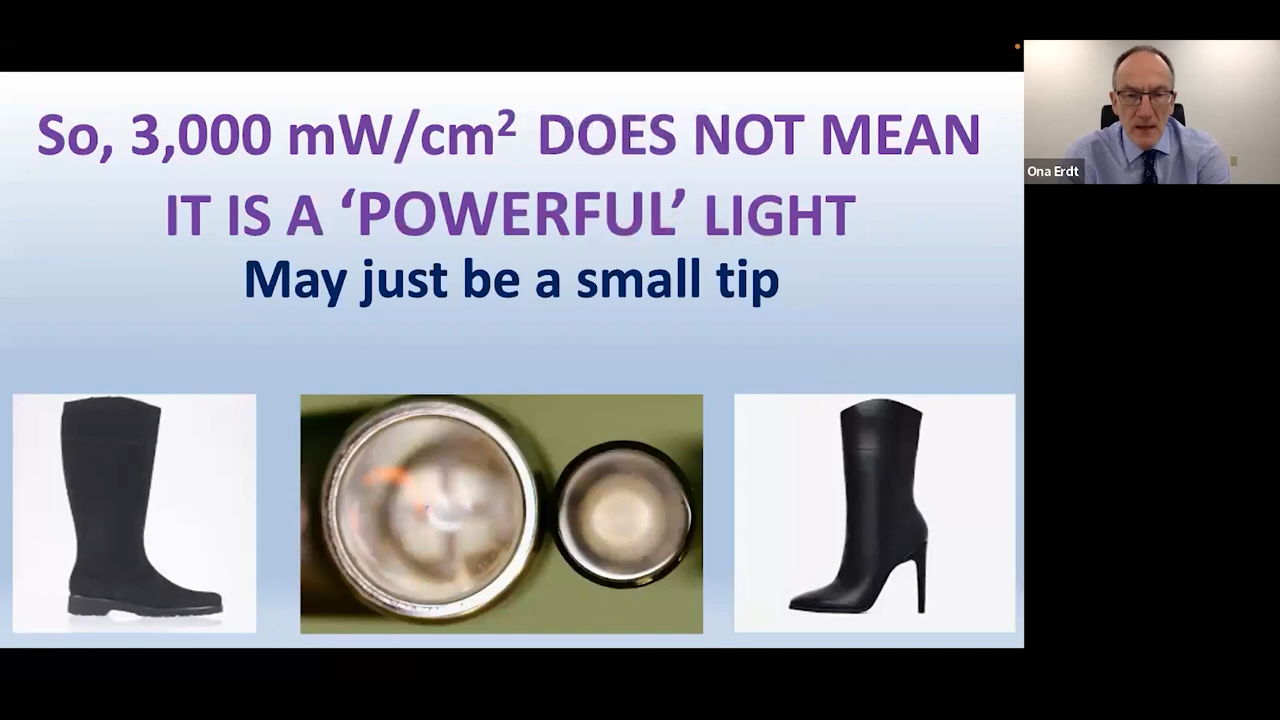 So, 3,000 mW/cm² DOES NOT MEAN
IT IS A ‘POWERFUL’ LIGHT
May just be a small tip
Ona Erdt